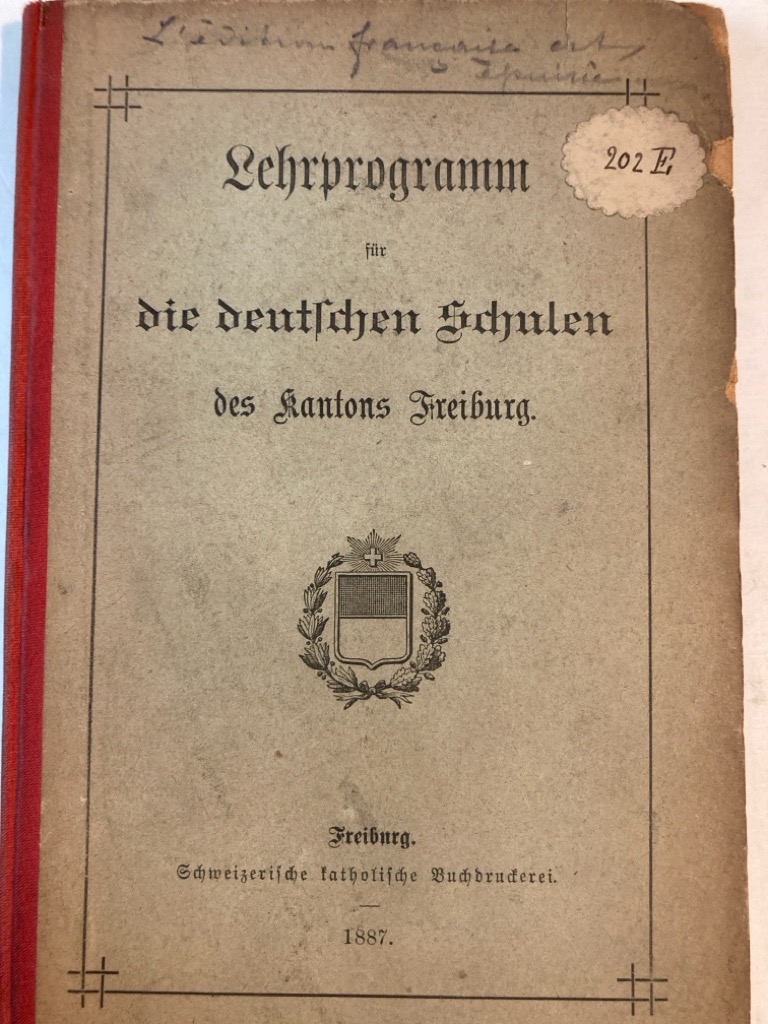 L'édition française est
épuisée
202 E.
Lehrprogramm
für
die deutschen Schulen
des Kantons Freiburg.
Freiburg.
Schweizerische katholische Buchdruckerei.
1887.